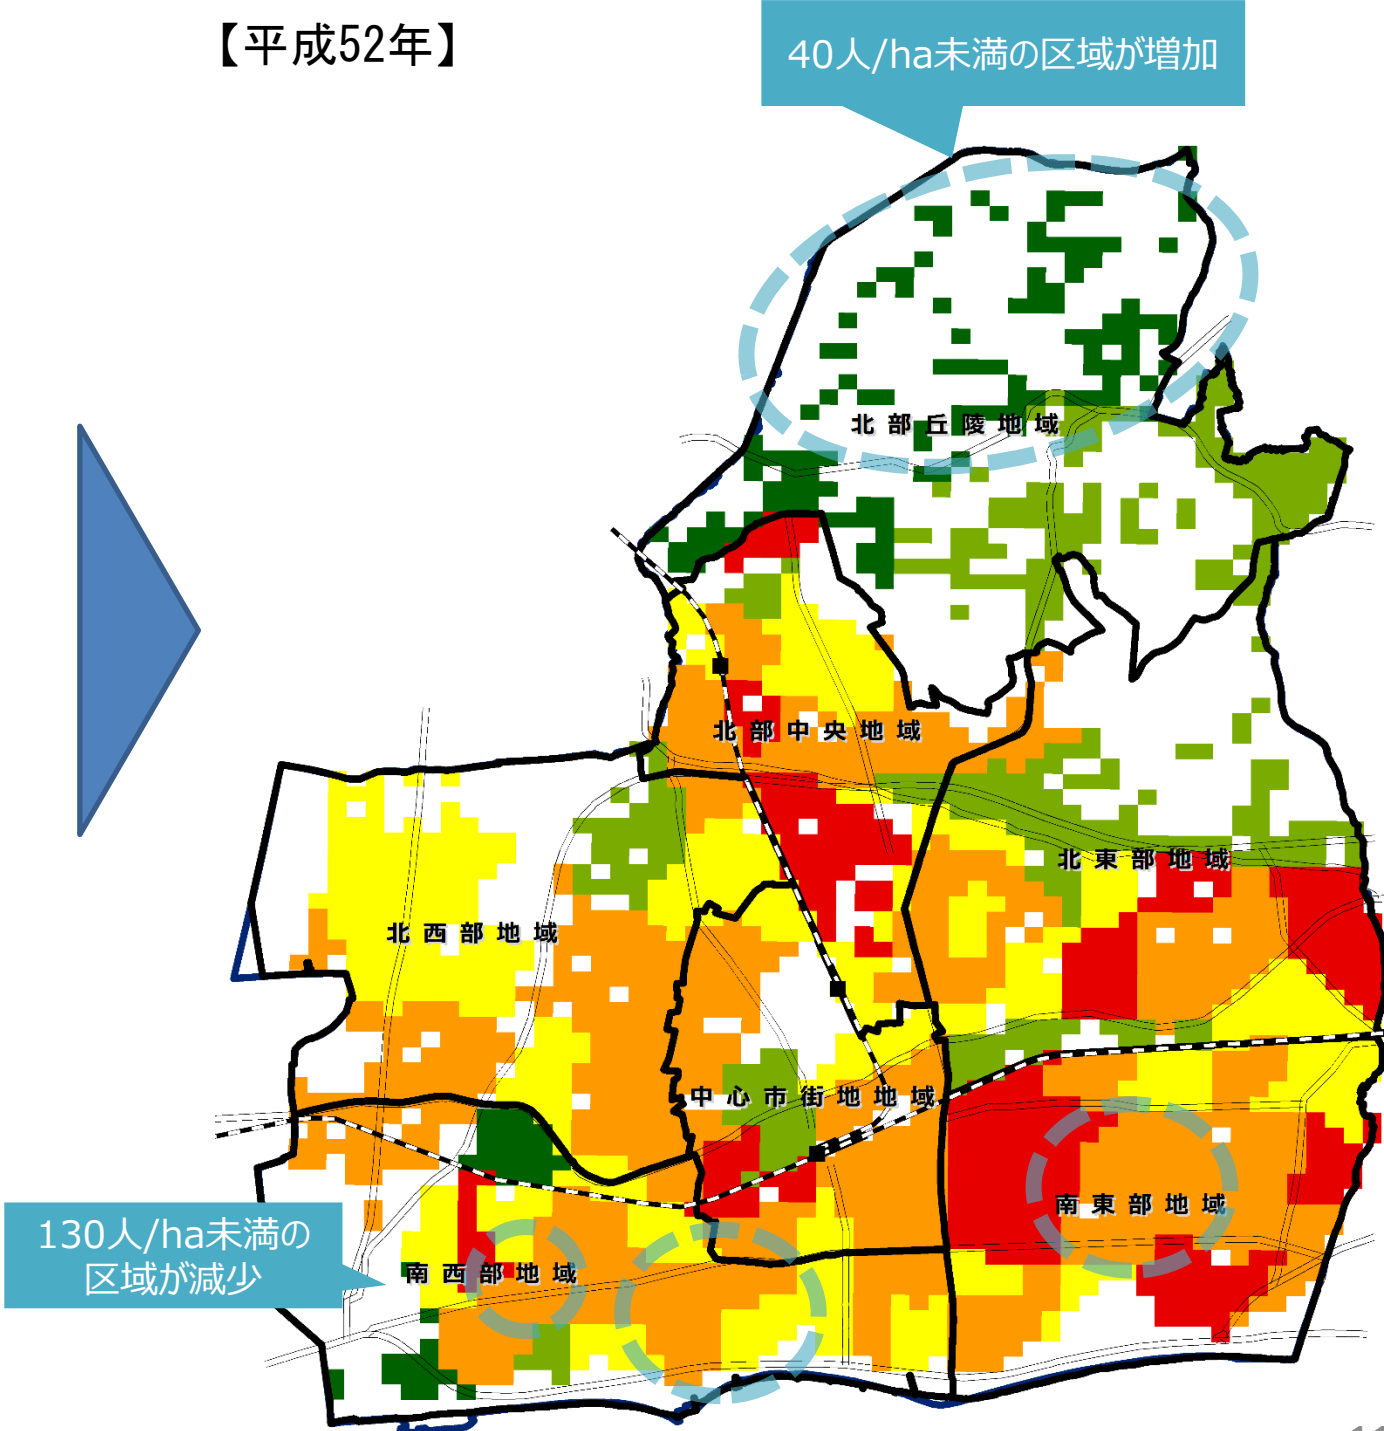 【平成52年】
40人/ha未満の区域が増加
北部丘陵地域
北部中央地域
北東部地域
北西部地域
中心市街地地域
南東部地域
130人/ha未満の
区域が減少
南西部地域